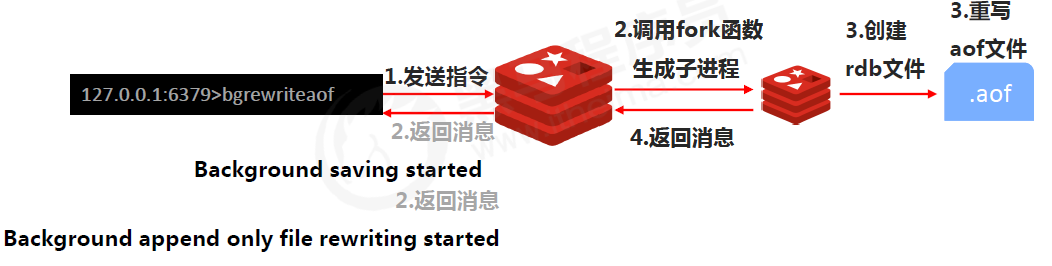 127.0.0.1:6379>bgrewriteaof
1.发送指令
2.返回消息
Background saving started
2.返回消息
Background append only file rewriting started
2.调用fork函数
生成子进程
4.返回消息
3.创建
rdb文件
3.重写
aof文件
.aof